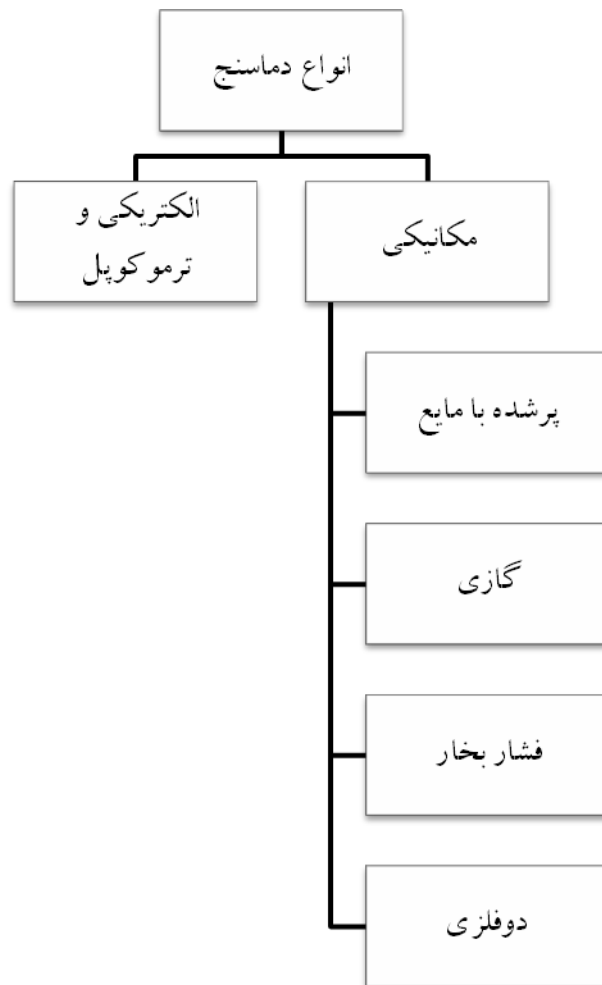 انواع دماسنج
مکانیکی
الکتریکی و
ترموکوپل
پرشده با مایع
گازی
فشار بخار
دوفلزی